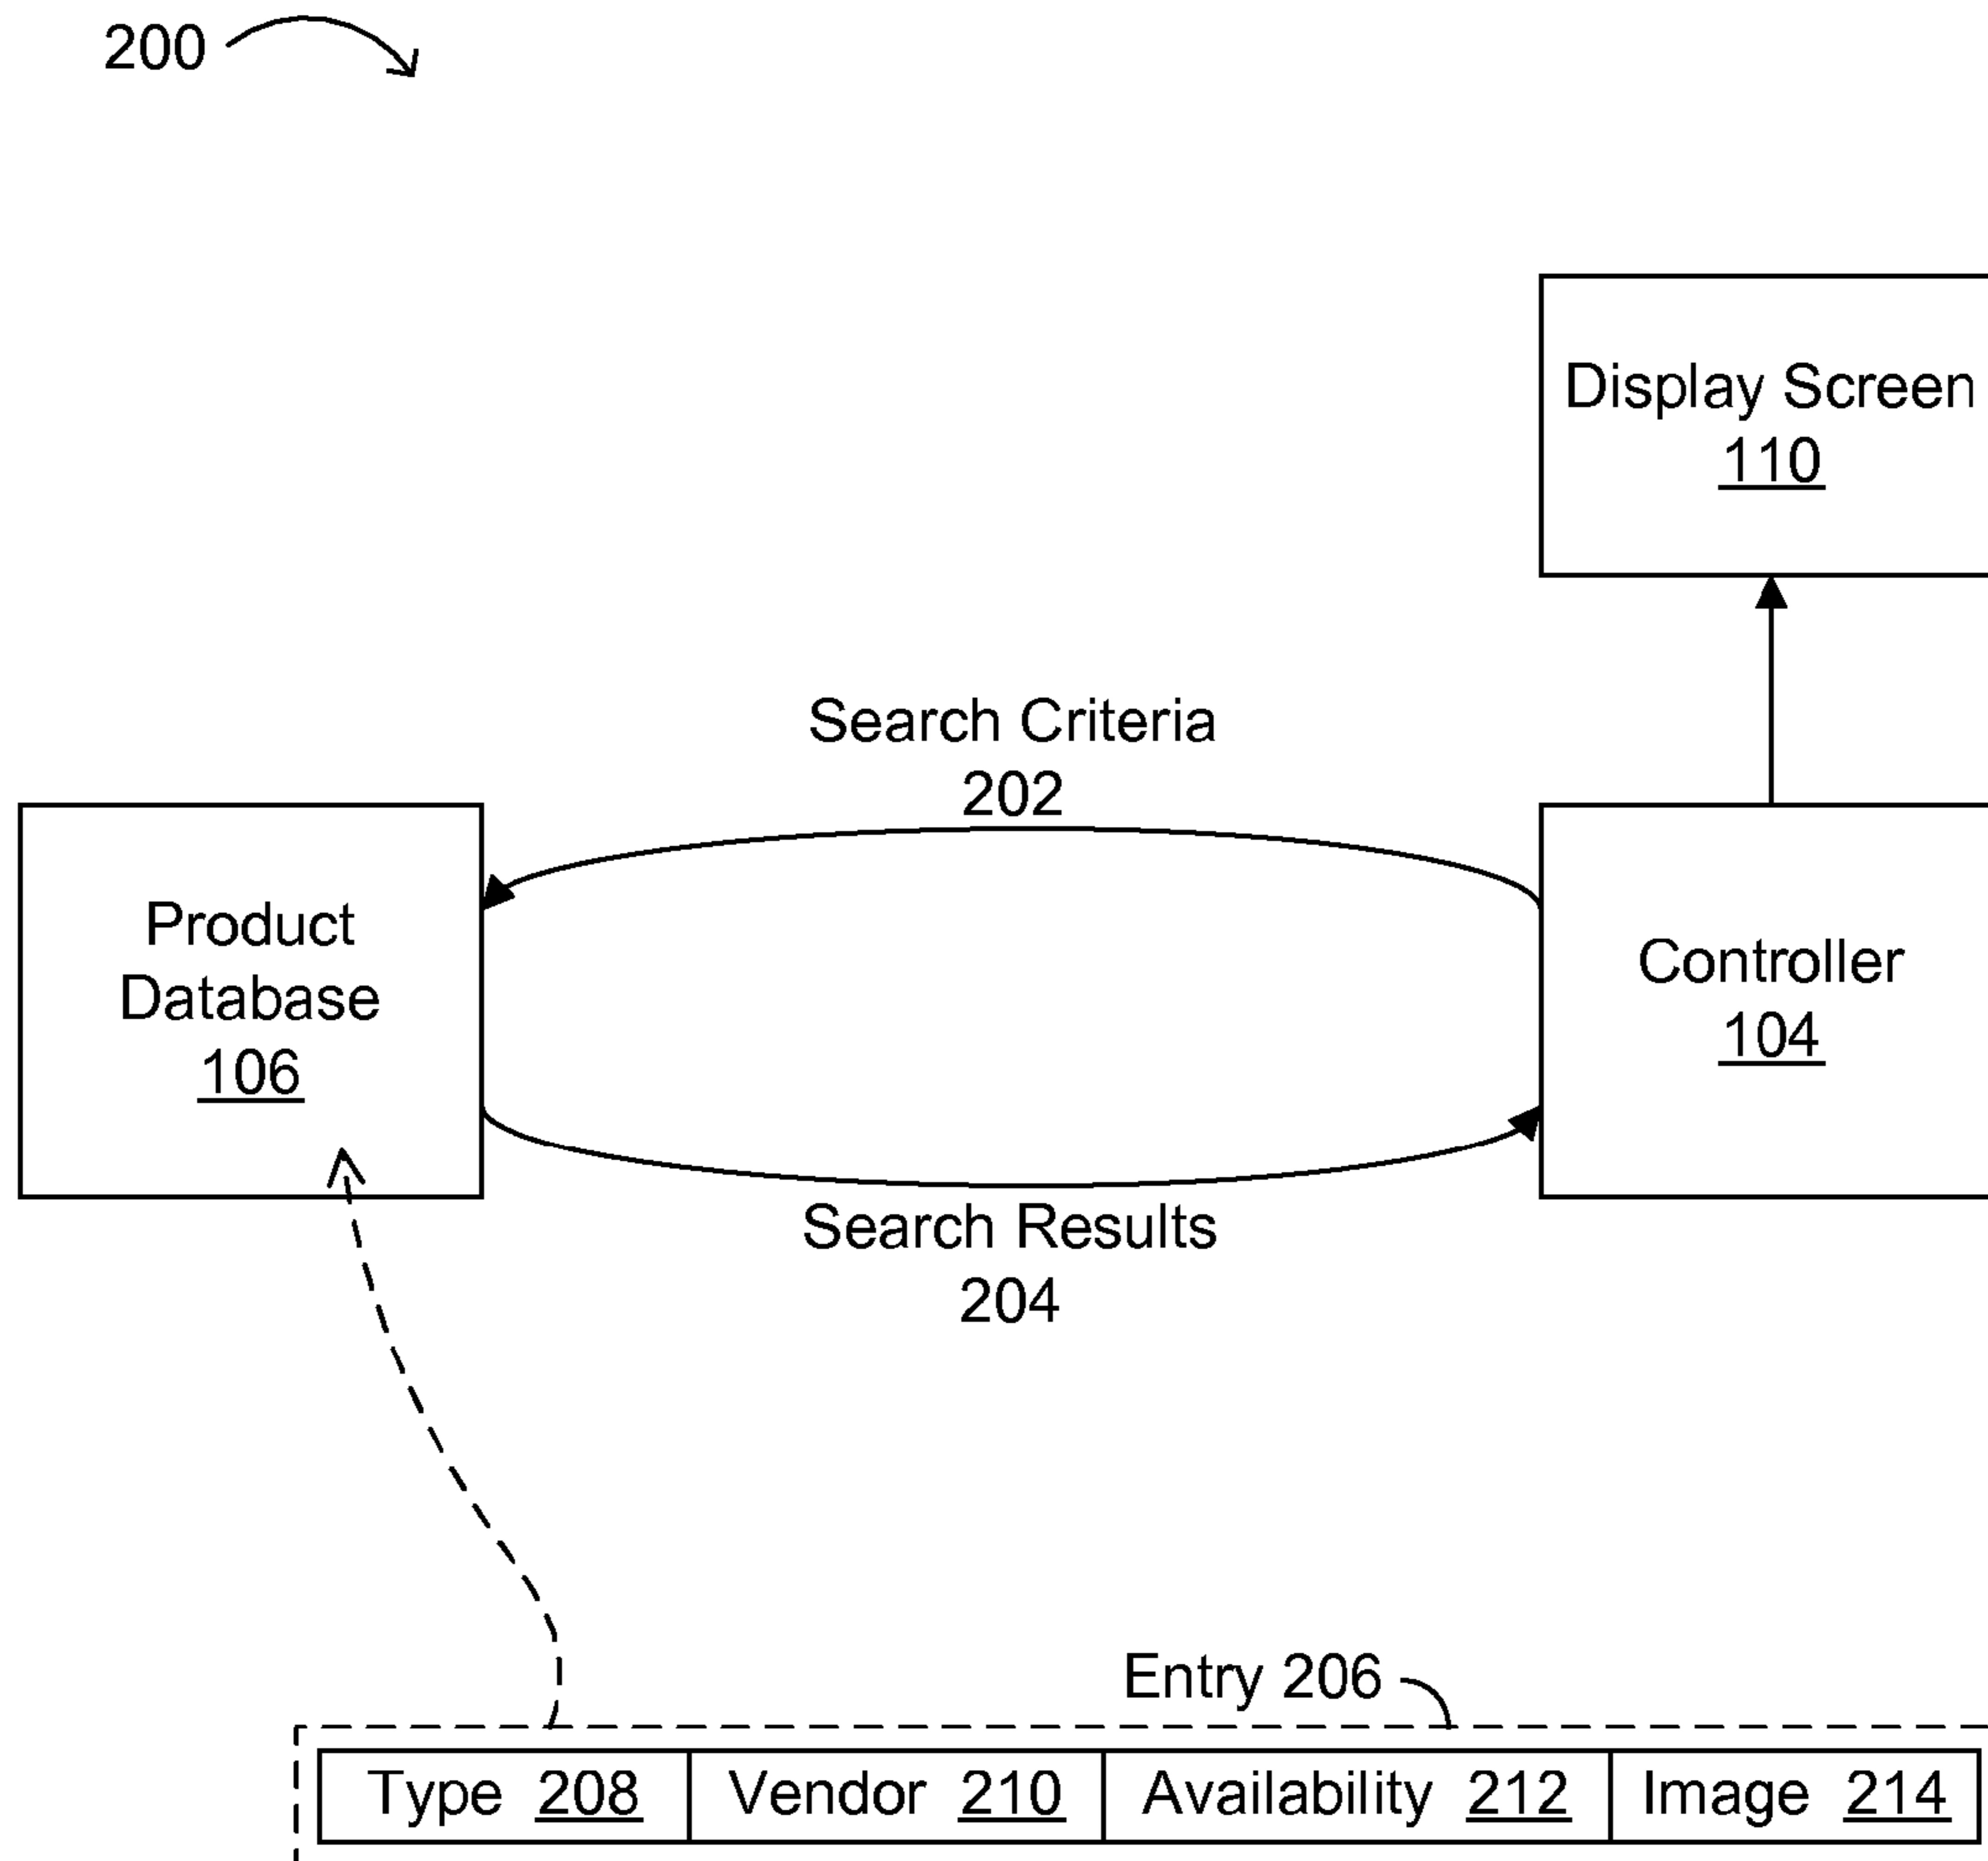 200
Display Screen
110
Search Criteria
202
Product
Database
106
Controller
104
Search Results
204
Entry 206
Type 208 Vendor 210 Availability 212 Image 214